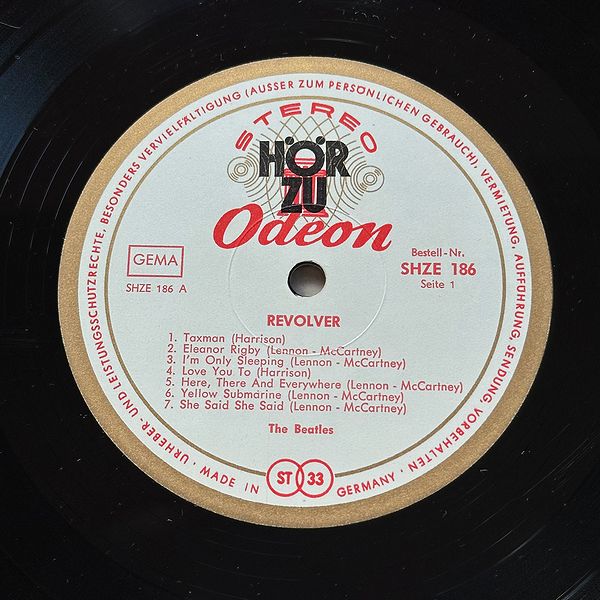 URHEBER- UND LEISTUNGSSCHUTZRECHTE, BESONDERS VERVIELFÄLTIGUNG (AUSSER ZUM PERSÖNLICHEN GEBRAUCH), VERMIETUNG, AUFFÜHRUNG, SENDUNG VORBEHALTEN ·
STEREO
HÖR
ZU
Odeon
GEMA
SHZE 186 A
Bestell-Nr.
SHZE 186
Seite 1
REVOLVER
1. Taxman (Harrison)
2. Eleanor Rigby (Lennon - McCartney)
3. I'm Only Sleeping (Lennon - McCartney)
4. Love You To (Harrison)
5. Here, There And Everywhere (Lennon - McCartney)
6. Yellow Submarine (Lennon - McCartney)
7. She Said She Said (Lennon - McCartney)
The Beatles
· MADE IN GERMANY ·
ST 33